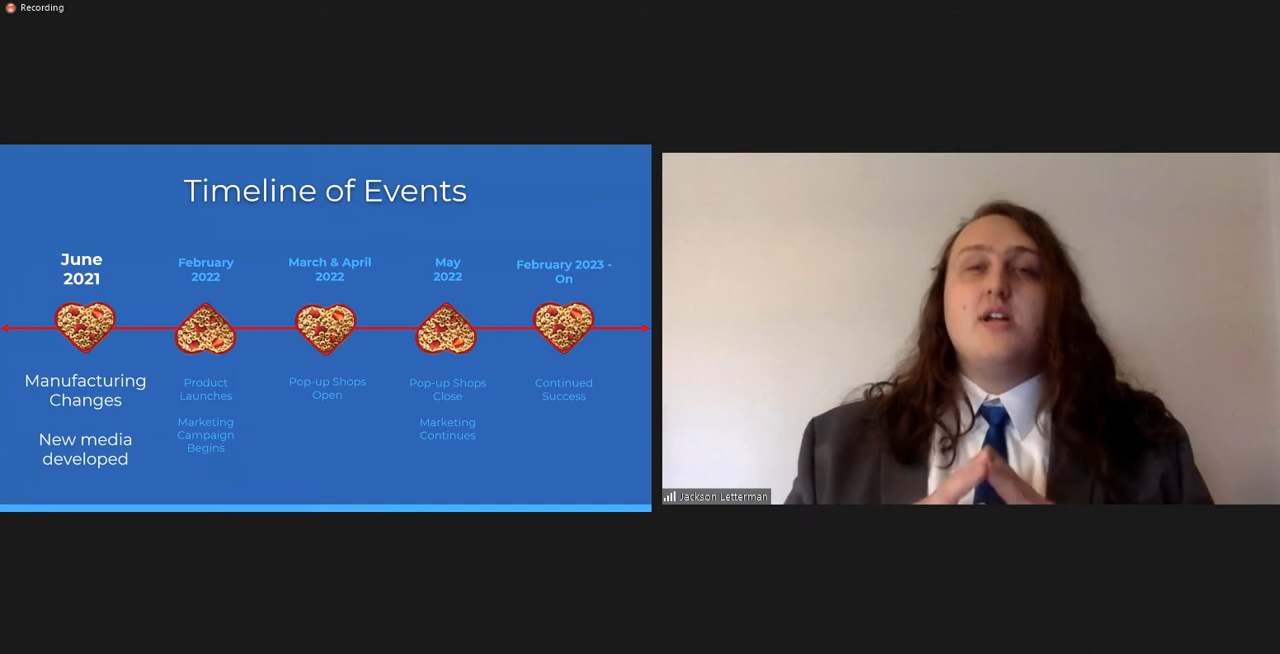 Recording
Timeline of Events
June
2021
February
2022
March & April
2022
May
2022
February 2023 -
On
Manufacturing
Changes
New media
developed
Product
Launches
Marketing
Campaign
Begins
Pop-up Shops
Open
Pop-up Shops
Close
Marketing
Continues
Continued
Success
Jackson Letterman